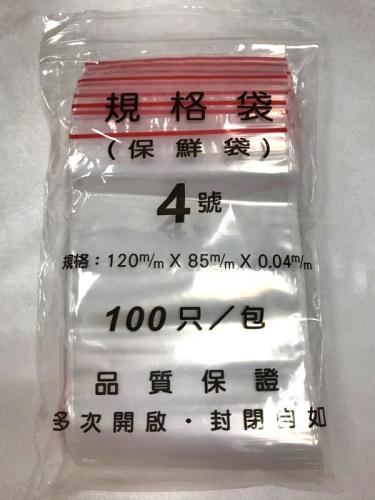 規格袋
(保鮮袋)
4號
規格：120m/m X 85m/m X 0.04m/m
100只／包
品質保證
多次開啟・封閉自如